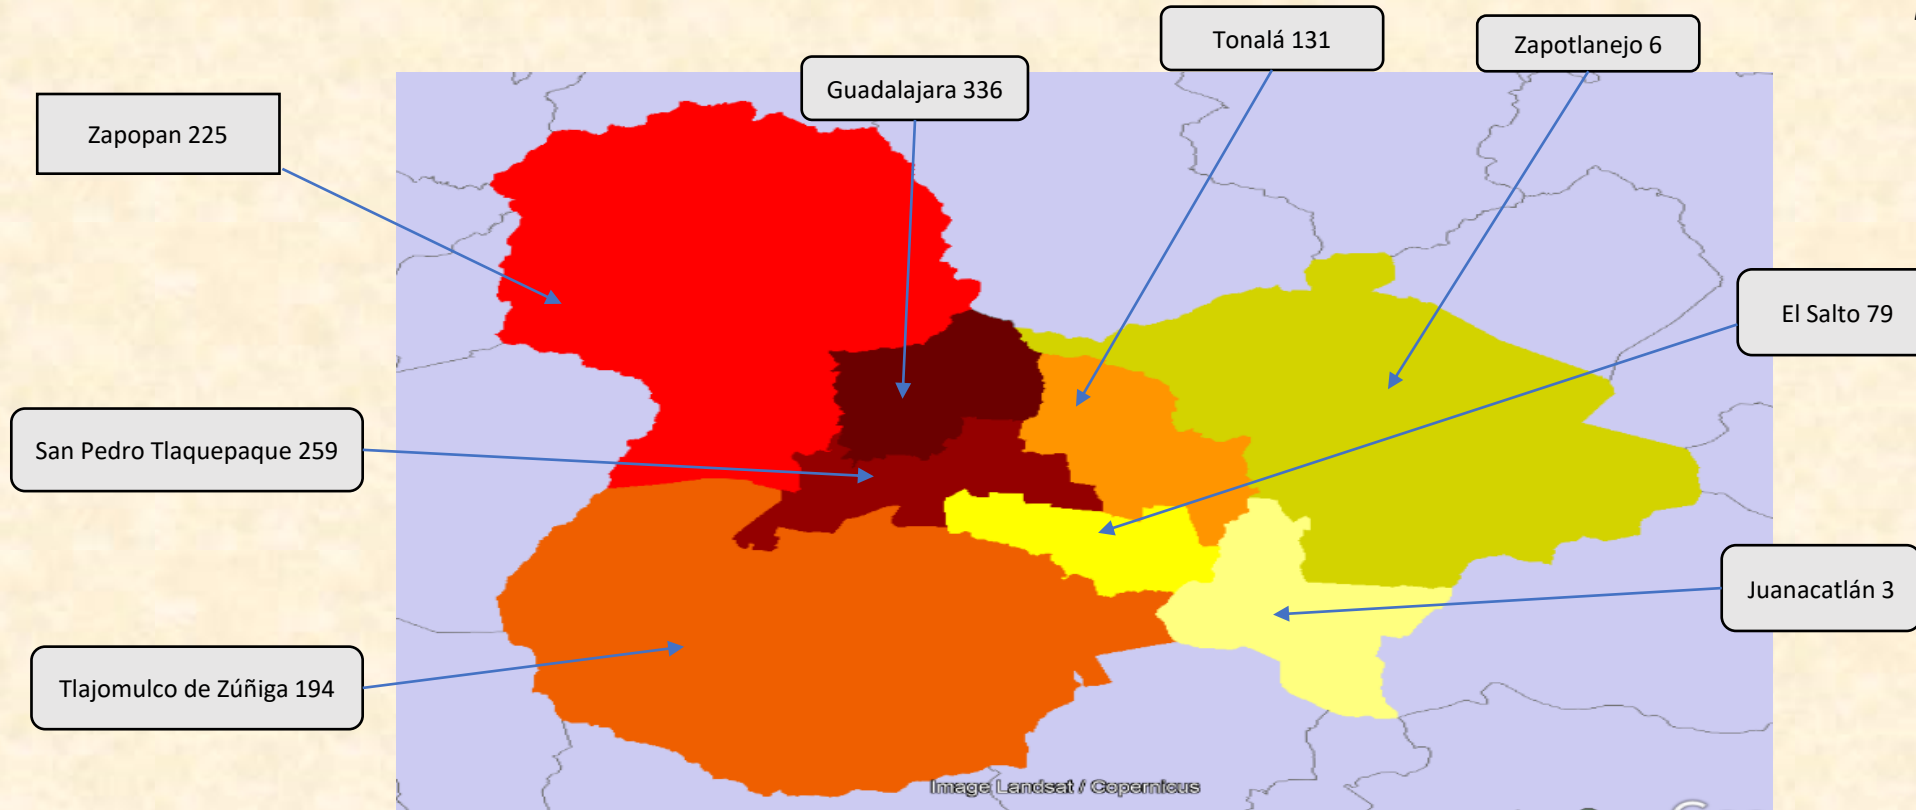 Tonalá 131
Zapotlanejo 6
Guadalajara 336
Zapopan 225
El Salto 79
San Pedro Tlaquepaque 259
Juanacatlán 3
Tlajomulco de Zúñiga 194
Image Landsat / Copernicus